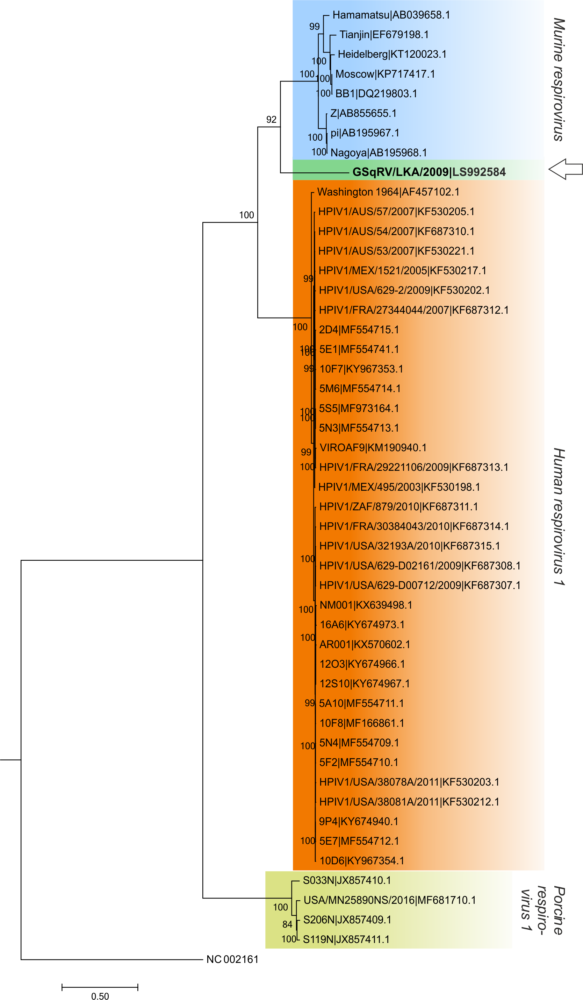 Hamamatsu|AB039658.1
99
Tianjin|EF679198.1
Heidelberg|KT120023.1
100
Moscow|KP717417.1
100
100
BB1|DQ219803.1
100
Z|AB855655.1
92
pi|AB195967.1
100
Nagoya|AB195968.1
100
Murine respirovirus
GSqRV/LKA/2009|LS992584
Washington 1964|AF457102.1
HPIV1/AUS/57/2007|KF530205.1
100
HPIV1/AUS/54/2007|KF687310.1
HPIV1/AUS/53/2007|KF530221.1
HPIV1/MEX/1521/2005|KF530217.1
99
HPIV1/USA/629-2/2009|KF530202.1
HPIV1/FRA/27344044/2007|KF687312.1
100
2D4|MF554715.1
5E1|MF554741.1
100
100
10F7|KY967353.1
99
5M6|MF554714.1
5S5|MF973164.1
100
100
5N3|MF554713.1
VIROAF9|KM190940.1
99
HPIV1/FRA/29221106/2009|KF687313.1
100
HPIV1/MEX/495/2003|KF530198.1
HPIV1/ZAF/879/2010|KF687311.1
Human respirovirus 1
HPIV1/FRA/30384043/2010|KF687314.1
HPIV1/USA/32193A/2010|KF687315.1
100
HPIV1/USA/629-D02161/2009|KF687308.1
HPIV1/USA/629-D00712/2009|KF687307.1
NM001|KX639498.1
100
16A6|KY674973.1
100
AR001|KX570602.1
12O3|KY674966.1
12S10|KY674967.1
99
5A10|MF554711.1
10F8|MF166861.1
100
5N4|MF554709.1
5F2|MF554710.1
HPIV1/USA/38078A/2011|KF530203.1
HPIV1/USA/38081A/2011|KF530212.1
9P4|KY674940.1
100
5E7|MF554712.1
10D6|KY967354.1
S033N|JX857410.1
USA/MN25890NS/2016|MF681710.1
100
S206N|JX857409.1
84
S119N|JX857411.1
100
Porcine
respiro-
virus 1
NC 002161
0.50